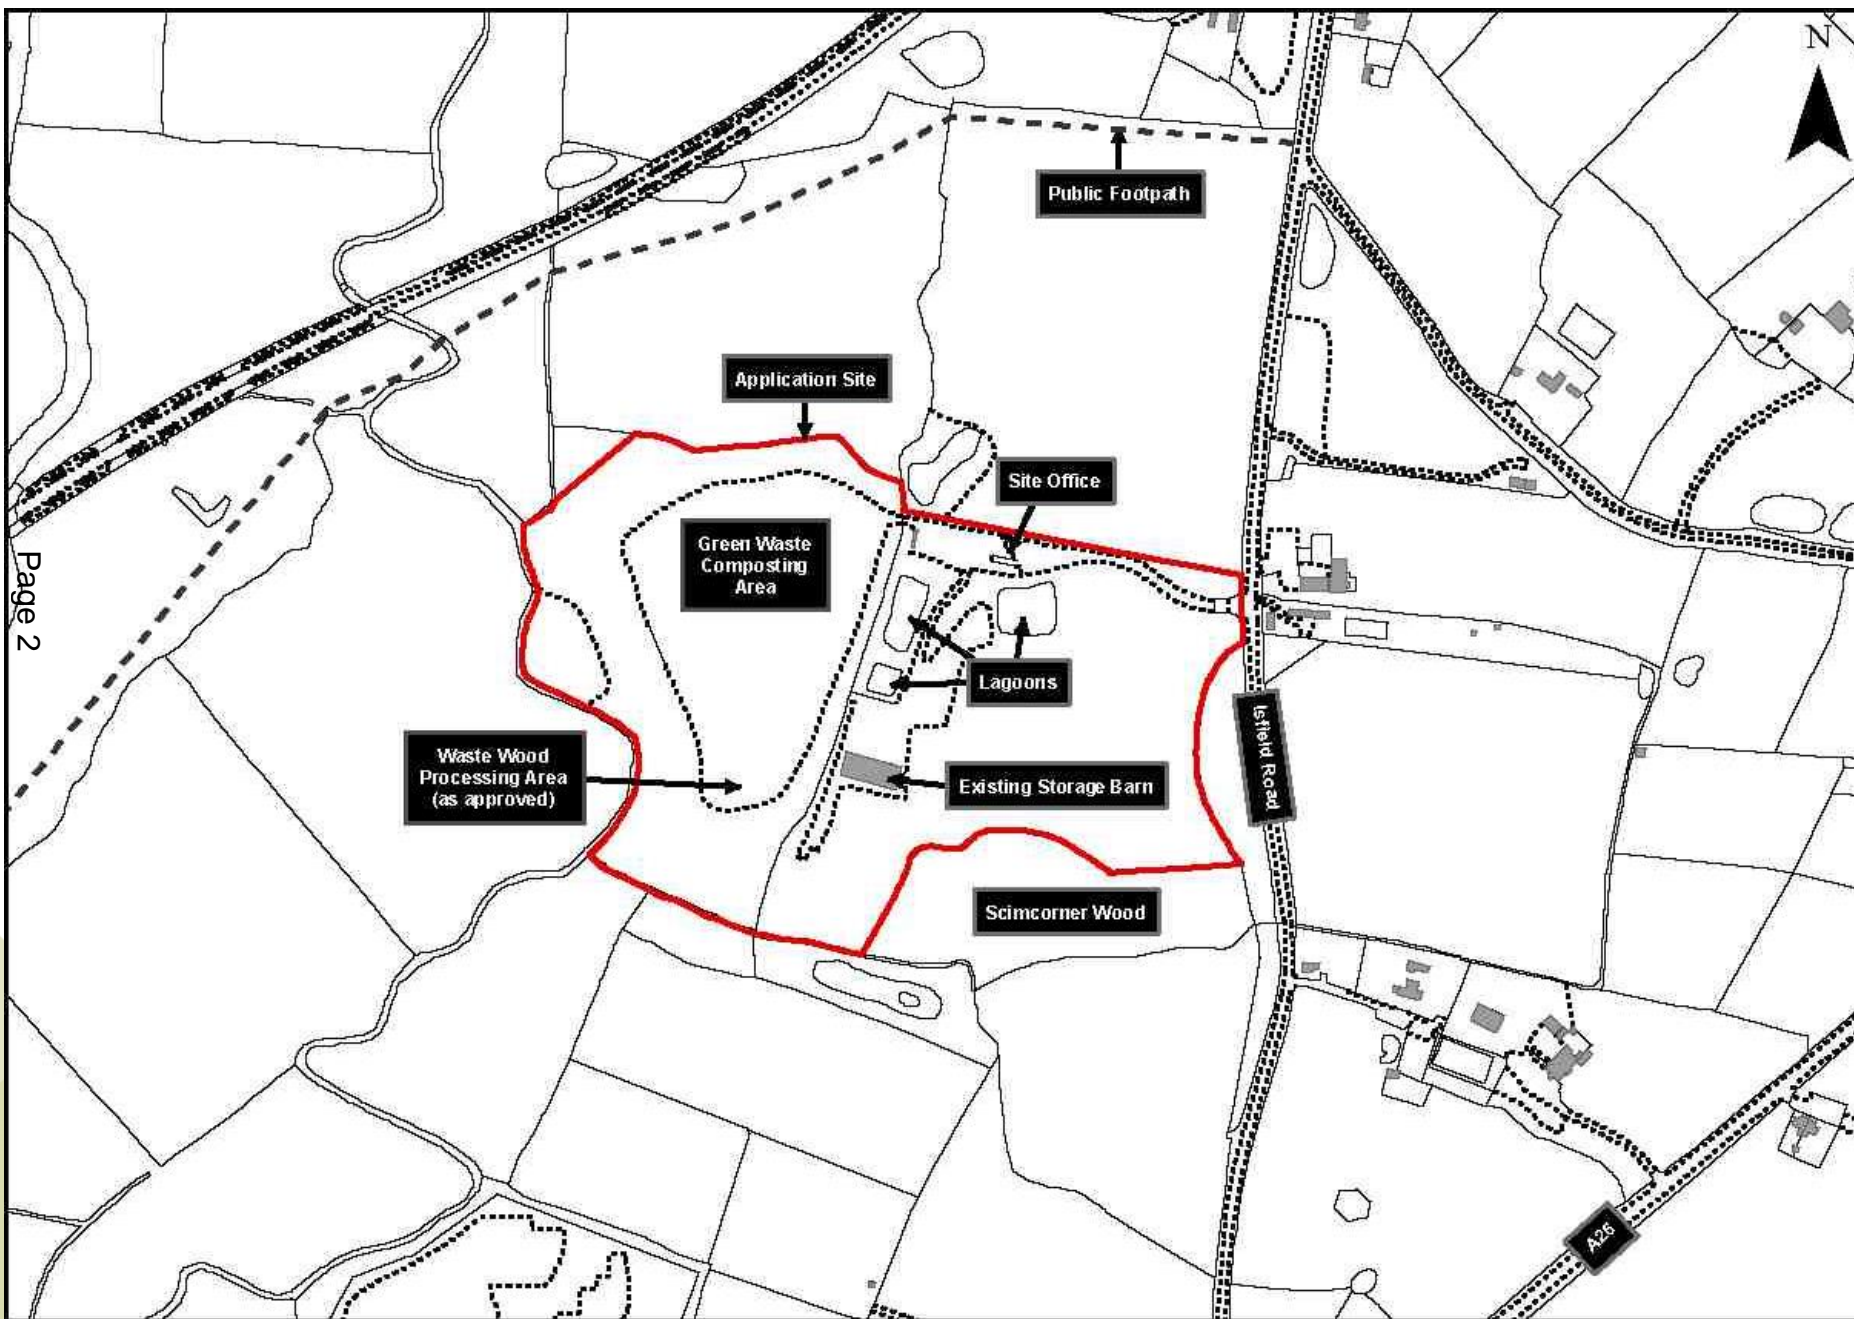 N
Public Footpath
Application Site
Site Office
Green Waste
Composting
Area
Page 2
Lagoons
Isfield Road
Waste Wood
Processing Area
(as approved)
Existing Storage Barn
Scimcorner Wood
A26